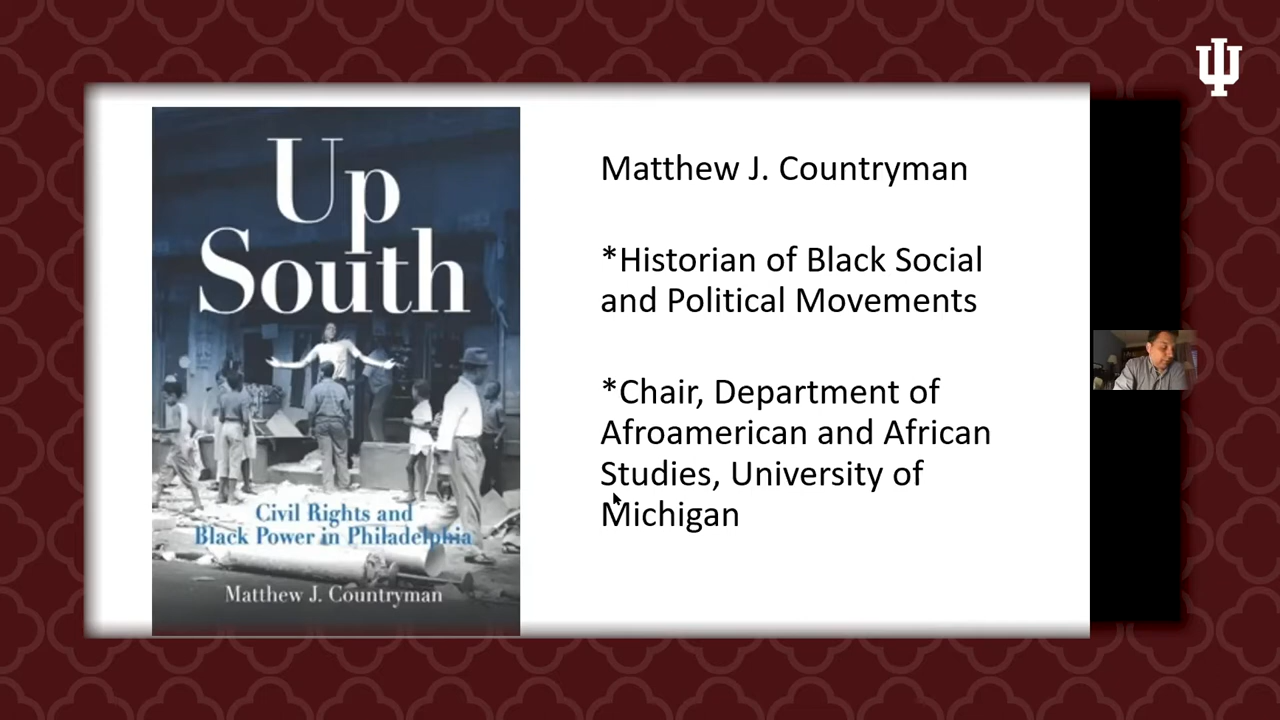 Up
South
Civil Rights and
Black Power in Philadelphia
Matthew J. Countryman
Matthew J. Countryman
*Historian of Black Social
and Political Movements
*Chair, Department of
Afroamerican and African
Studies, University of
Michigan